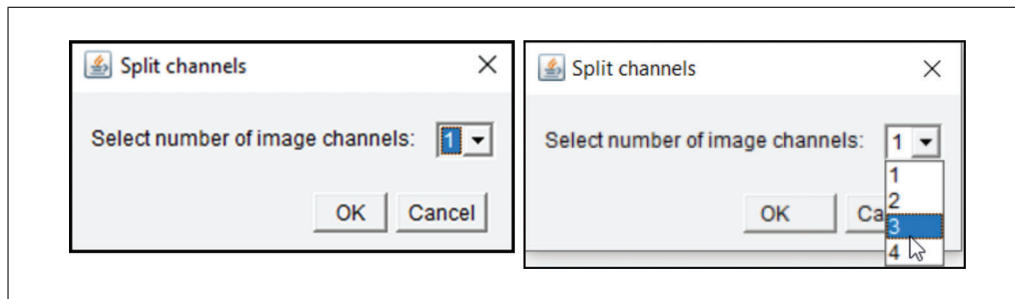 Split channels
Select number of image channels: 1
OK Cancel
Split channels
Select number of image channels: 1
1
2
OK
3
4